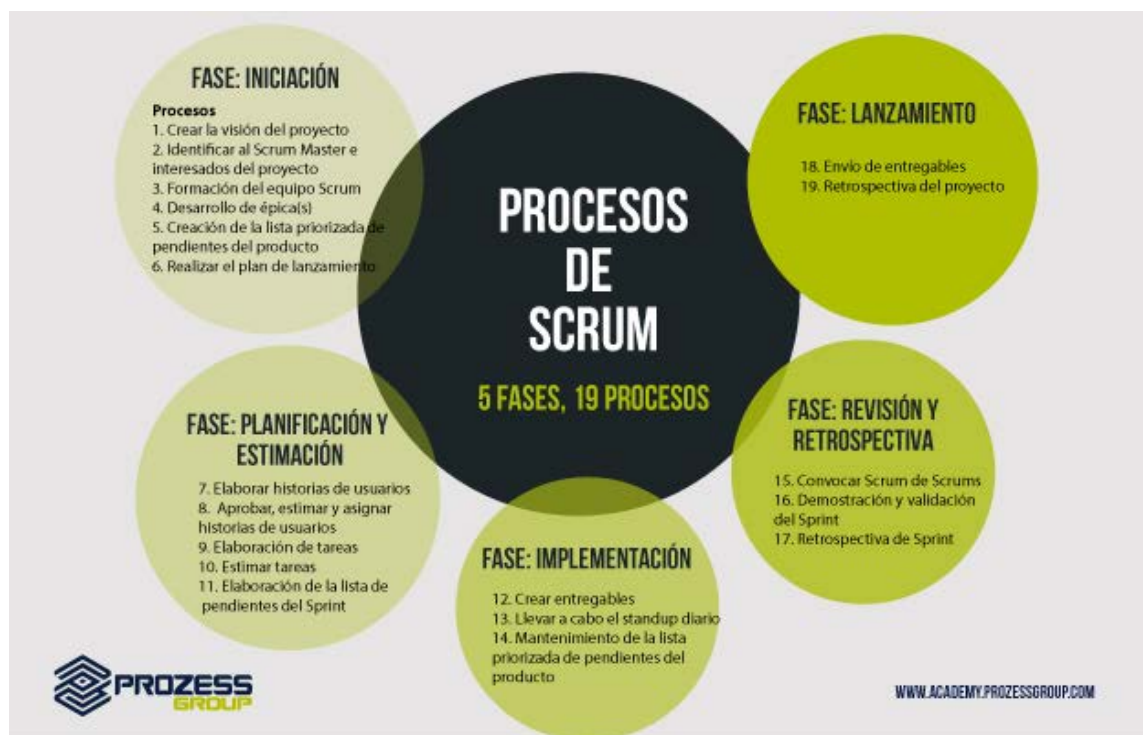 FASE: INICIACIÓN
Procesos
1. Crear la visión del proyecto
2. Identificar al Scrum Master e
interesados del proyecto
3. Formación del equipo Scrum
4. Desarrollo de épica(s)
5. Creación de la lista priorizada de
pendientes del producto
6. Realizar el plan de lanzamiento
PROCESOS
DE
SCRUM
5 FASES, 19 PROCESOS
FASE: LANZAMIENTO
18. Envío de entregables
19. Retrospectiva del proyecto
FASE: PLANIFICACIÓN Y
ESTIMACIÓN
7. Elaborar historias de usuarios
8. Aprobar, estimar y asignar
historias de usuarios
9. Elaboración de tareas
10. Estimar tareas
11. Elaboración de la lista de
pendientes del Sprint
FASE: IMPLEMENTACIÓN
12. Crear entregables
13. Llevar a cabo el standup diario
14. Mantenimiento de la lista
priorizada de pendientes del
producto
FASE: REVISIÓN Y
RETROSPECTIVA
15. Convocar Scrum de Scrums
16. Demostración y validación
del Sprint
17. Retrospectiva de Sprint
PROZESS
GROUP
WWW.ACADEMY.PROZESSGROUP.COM